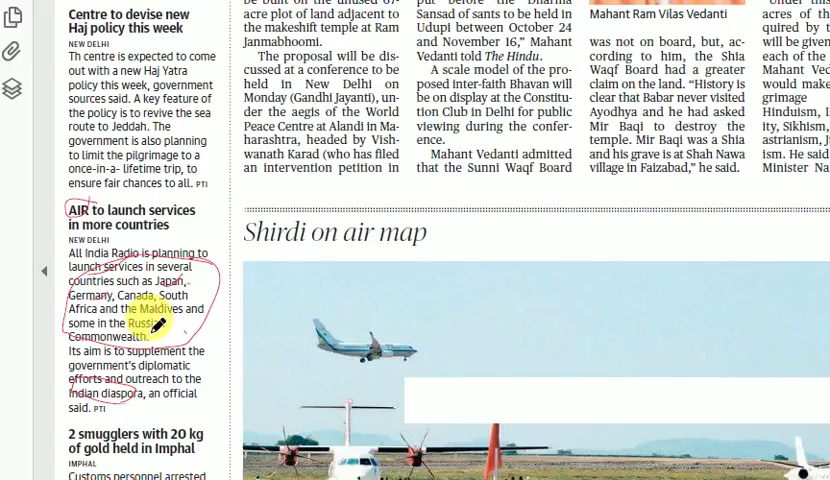 Centre to devise new
Haj policy this week
NEW DELHI
Th centre is expected to come
out with a new Haj Yatra
policy this week, government
sources said. A key feature of
the policy is to revive the sea
route to Jeddah. The
government is also planning
to limit the pilgrimage to a
once-in-a- lifetime trip, to
ensure fair chances to all. PTI
AIR to launch services
in more countries
NEW DELHI
All India Radio is planning to
launch services in several
countries such as Japan,
Germany, Canada, South
Africa and the Maldives and
some in the Russian
Commonwealth.
Its aim is to supplement the
government's diplomatic
efforts and outreach to the
Indian diaspora, an official
said. PTI
2 smugglers with 20 kg
of gold held in Imphal
IMPHAL
Customs personnel arrested
be built on the unused 67-
acre plot of land adjacent to
the makeshift temple at Ram
Janmabhoomi.
The proposal will be dis-
cussed at a conference to be
held in New Delhi on
Monday (Gandhi Jayanti), un-
der the aegis of the World
Peace Centre at Alandi in Ma-
harashtra, headed by Vish-
wanath Karad (who has filed
an intervention petition in
put before the Dharma
Sansad of sants to be held in
Udupi between October 24
and November 16,” Mahant
Vedanti told The Hindu.
A scale model of the pro-
posed inter-faith Bhavan will
be on display at the Constitu-
tion Club in Delhi for public
viewing during the confer-
ence.
Mahant Vedanti admitted
that the Sunni Waqf Board
Mahant Ram Vilas Vedanti
was not on board, but, ac-
cording to him, the Shia
Waqf Board had a greater
claim on the land. “History is
clear that Babar never visited
Ayodhya and he had asked
Mir Baqi to destroy the
temple. Mir Baqi was a Shia
and his grave is at Shah Nawa
village in Faizabad,” he said.
acres of th
quired by t
will be given
each of the
Mahant Ved
would make
grimage
Hinduism, I
ity, Sikhism,
astrianism, J
ism. He said
Minister Na
Shirdi on air map